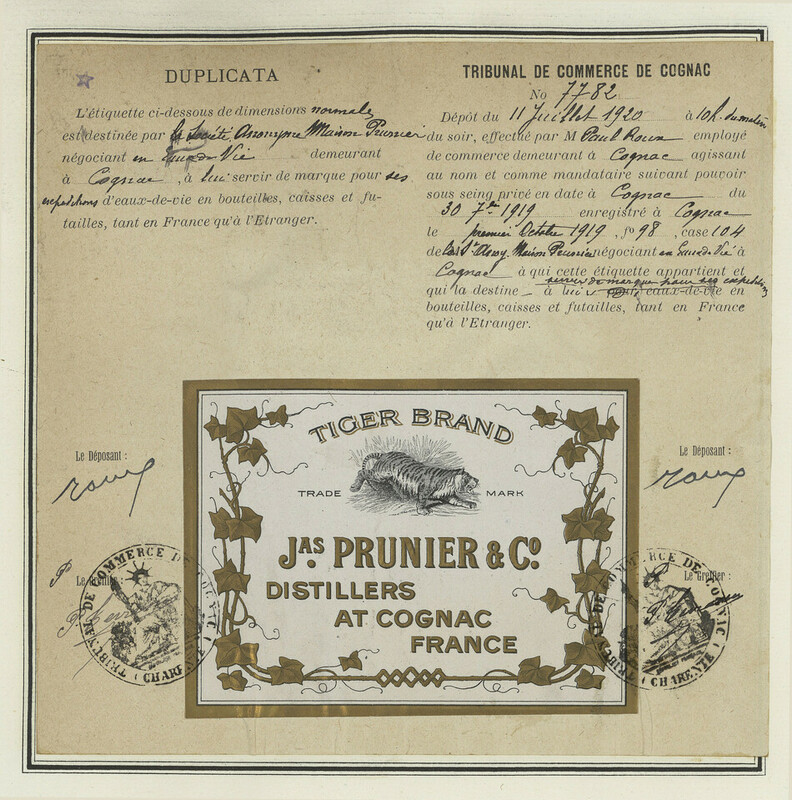 DUPLICATA
L'étiquette ci-dessous de dimensions normales
est destinée par la Société Anonyme Maison Prunier
négociant en Eaux de Vie demeurant
à Cognac, à lui servir de marque pour ses
expéditions d'eaux-de-vie en bouteilles, caisses et fu-
tailles, tant en France qu'à l'Etranger.
TRIBUNAL DE COMMERCE DE COGNAC
No 7782
Dépôt du 11 Juillet 1920 à 10h. du matin
du soir, effectué par M Paul Roux employé
de commerce demeurant à Cognac agissant
au nom et comme mandataire suivant pouvoir
sous seing privé en date à Cognac du
30 7bre 1919 enregistré à Cognac
le premier Octobre 1919, fo 98, case 104
de la Sté Anony. Maison Prunier négociant en Eaux de Vie à
Cognac à qui cette étiquette appartient et
servir de marque pour ses expéditions
qui la destine à lui eaux-de-vie en
bouteilles, caisses et futailles, tant en France
qu'à l'Etranger.
Le Déposant :
Roux
Le Greffier :
TRIBUNAL DE COMMERCE DE COGNAC
(CHARENTE)
TIGER BRAND
TRADE MARK
JAS. PRUNIER & CO.
DISTILLERS
AT COGNAC
FRANCE
Le Déposant :
Roux
Le Greffier :
TRIBUNAL DE COMMERCE DE COGNAC
(CHARENTE)